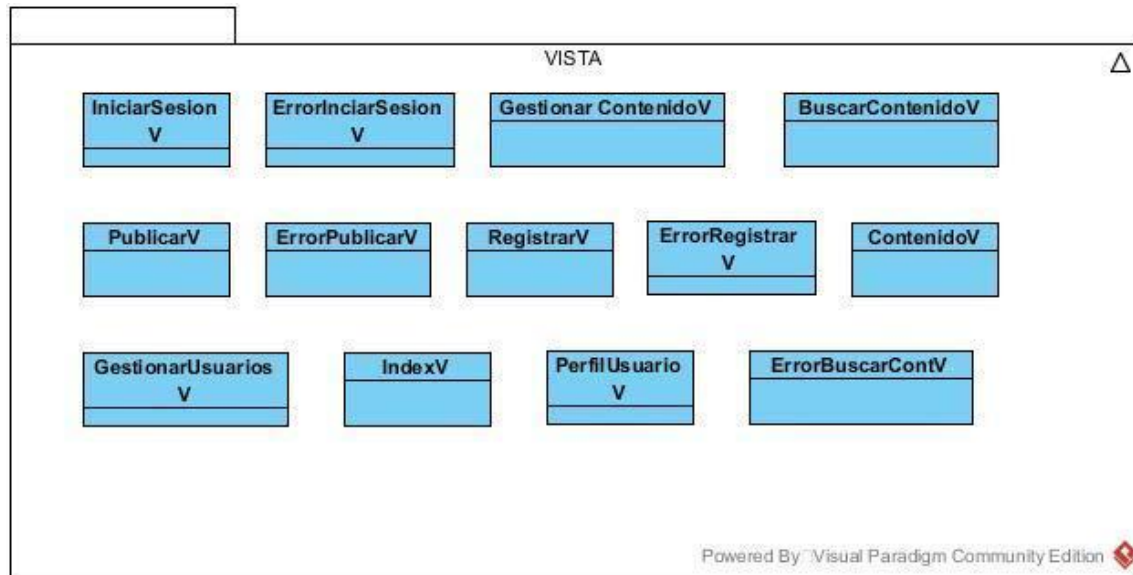 VISTA
IniciarSesion
V
ErrorInciarSesion
V
Gestionar ContenidoV
BuscarContenidoV
PublicarV
ErrorPublicarV
RegistrarV
ErrorRegistrar
V
ContenidoV
GestionarUsuarios
V
IndexV
PerfilUsuario
V
ErrorBuscarContV
Powered By Visual Paradigm Community Edition